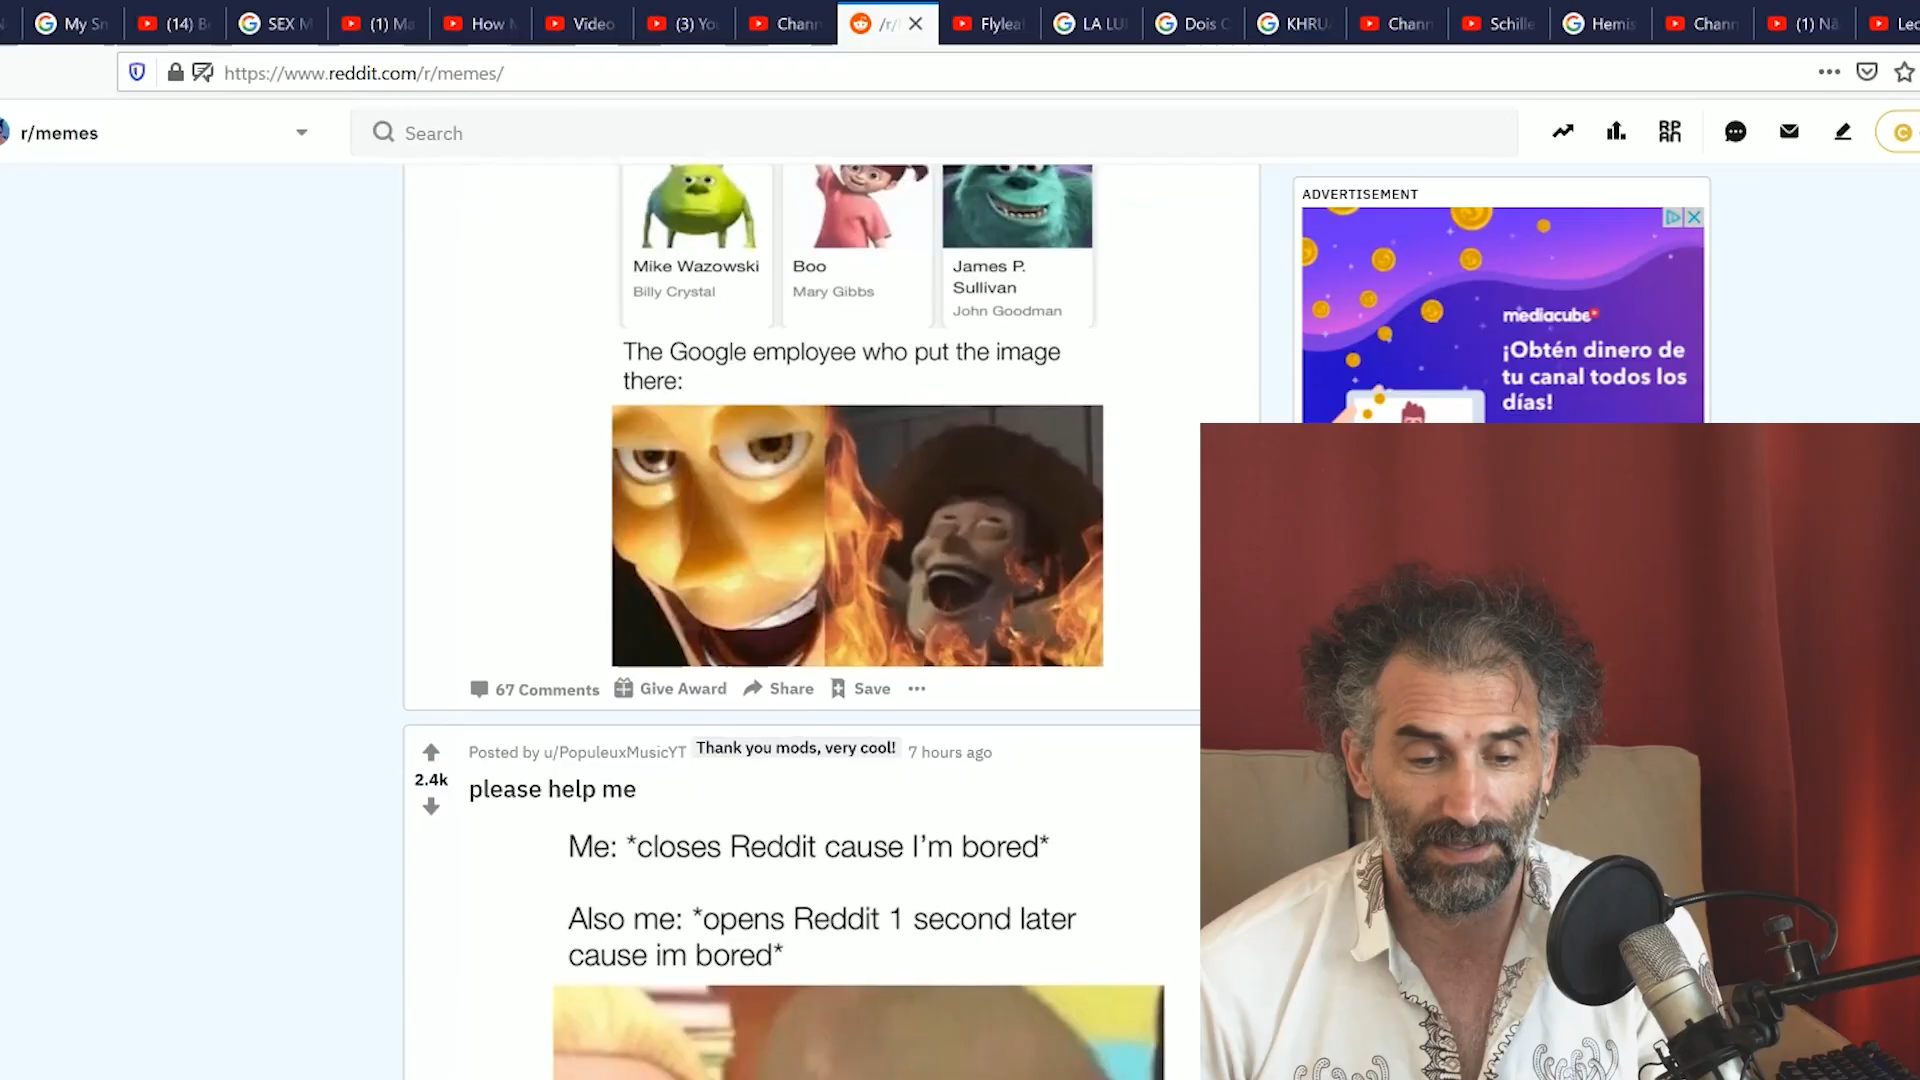 My Sn
(14) B
SEX M
(1) Ma
How
Video
(3) Yo
Chann
/r/
Flyleaf
LA LU
Dois C
KHRU
Chann
Schille
Hemis
Chann
(1) Nã
Lec
https://www.reddit.com/r/memes/
r/memes
Search
RPAN
ADVERTISEMENT
Mike Wazowski
Billy Crystal
Boo
Mary Gibbs
James P.
Sullivan
John Goodman
mediacube
¡Obtén dinero de
tu canal todos los
días!
The Google employee who put the image
there:
67 Comments Give Award Share Save
Posted by u/PopuleuxMusicYT Thank you mods, very cool! 7 hours ago
2.4k
please help me
Me: *closes Reddit cause I'm bored*
Also me: *opens Reddit 1 second later
cause im bored*